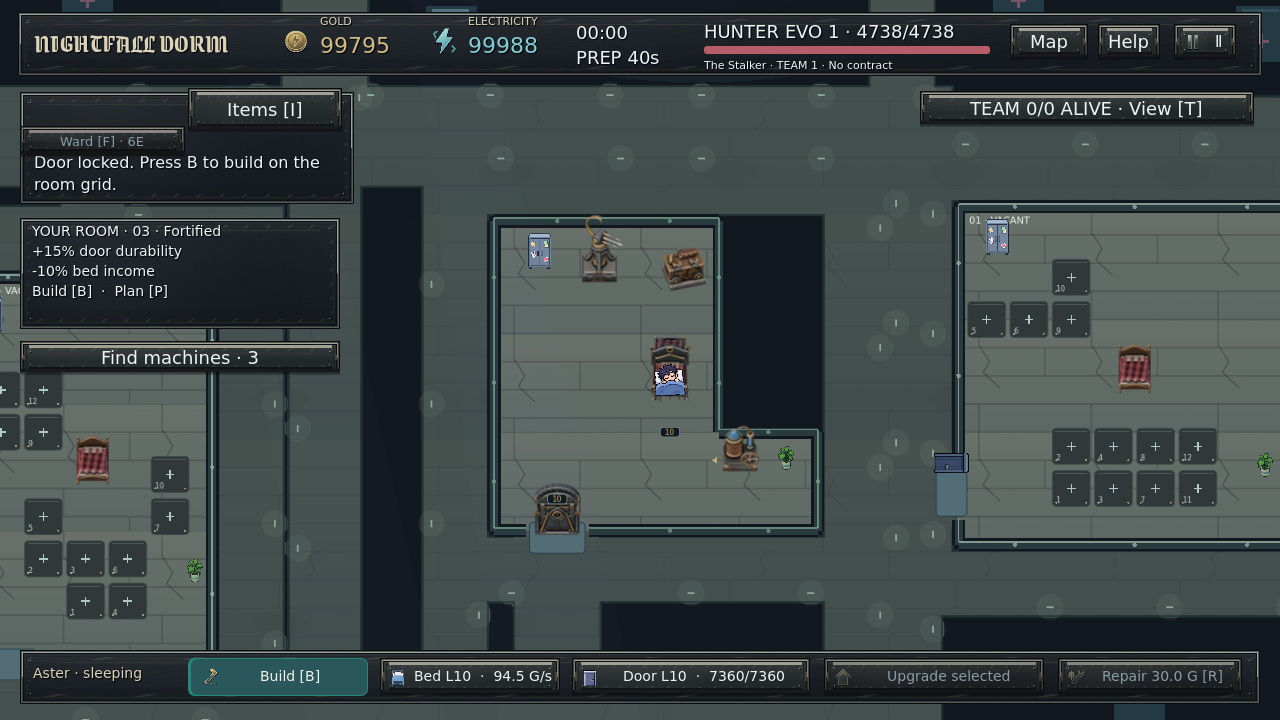 NIGHTFALL DORM
GOLD
99795
ELECTRICITY
99988
00:00
PREP 40s
HUNTER EVO 1 · 4738/4738
The Stalker · TEAM 1 · No contract
Map
Help
II
Items [I]
Ward [F] · 6E
Door locked. Press B to build on the
room grid.
TEAM 0/0 ALIVE · View [T]
YOUR ROOM · 03 · Fortified
+15% door durability
-10% bed income
Build [B] · Plan [P]
Find machines · 3
01 · VACANT
10
5
6
9
2
4
8
12
1
3
7
11
10
10
12
9
10
5
7
2
3
6
1
4
Aster · sleeping
Build [B]
Bed L10 · 94.5 G/s
Door L10 · 7360/7360
Upgrade selected
Repair 30.0 G [R]